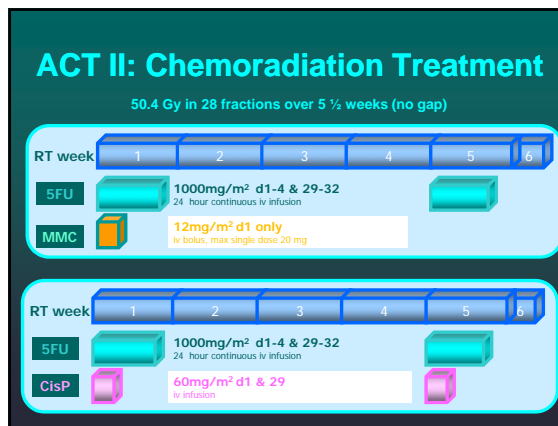 ACT II: Chemoradiation Treatment
50.4 Gy in 28 fractions over 5 ½ weeks (no gap)
RT week 1 2 3 4 5 6
5FU 1000mg/m² d1-4 & 29-32
24 hour continuous iv infusion
MMC 12mg/m² d1 only
iv bolus, max single dose 20 mg
RT week 1 2 3 4 5 6
5FU 1000mg/m² d1-4 & 29-32
24 hour continuous iv infusion
CisP 60mg/m² d1 & 29
iv infusion